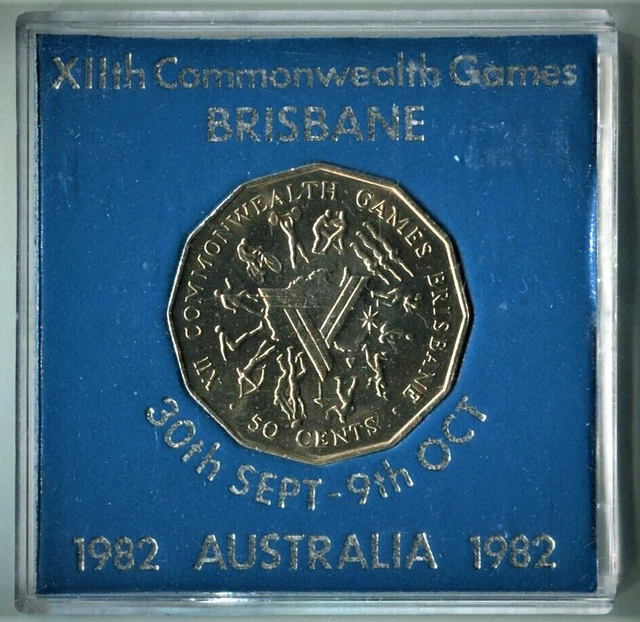 XIIth Commonwealth Games
BRISBANE
XII COMMONWEALTH GAMES BRISBANE
50 CENTS
30th SEPT-9th OCT
1982 AUSTRALIA 1982